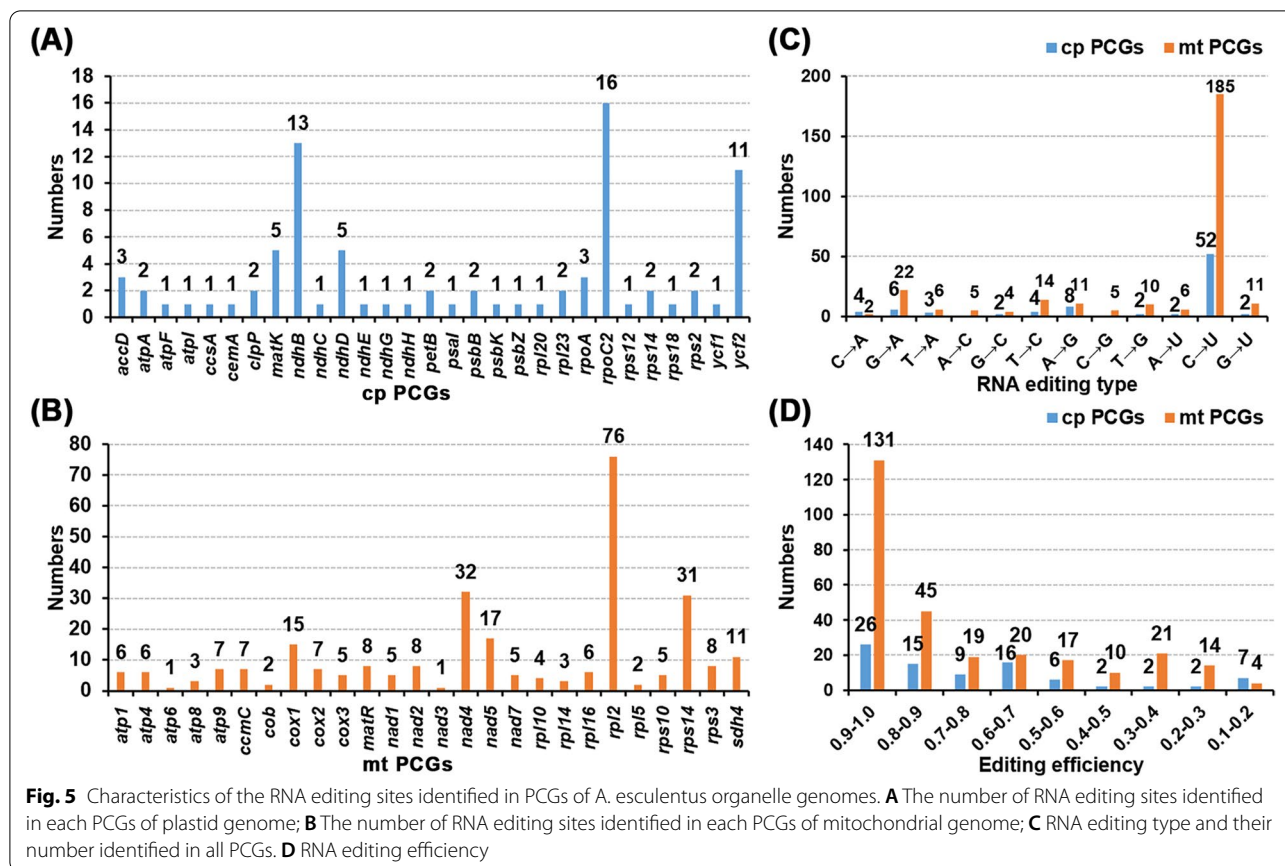 (A)
18
16
14
12
10
8
6
4
2
0
Numbers
3 2 1 1 1 1 2 5 13 1 5 1 1 1 2 1 2 1 1 1 2 3 16 1 2 1 2 1 11
accD atpA atpF atpI ccsA cemA clpP matK ndhB ndhC ndhD ndhE ndhG ndhH petB psaI psbB psbK psbZ rpl20 rpl23 rpoA rpoC2 rps12 rps14 rps18 rps2 ycf1 ycf2
cp PCGs
(B)
80
70
60
50
40
30
20
10
0
Numbers
6 6 1 3 7 7 2 15 7 5 8 5 8 1 32 17 5 4 3 6 76 2 5 31 8 11
atp1 atp4 atp6 atp8 atp9 ccmC cob cox1 cox2 cox3 matR nad1 nad2 nad3 nad4 nad5 nad7 rpl10 rpl14 rpl16 rpl2 rpl5 rps10 rps14 rps3 sdh4
mt PCGs
(C)
cp PCGs mt PCGs
200
150
100
50
0
Numbers
4 2 6 22 3 6 5 2 4 4 14 8 11 5 2 10 2 6 52 185 2 11
C→A G→A T→A A→C G→C T→C A→G C→G T→G A→U C→U G→U
RNA editing type
(D)
cp PCGs mt PCGs
140
120
100
80
60
40
20
0
Numbers
26 131 15 45 9 19 16 20 6 17 2 10 2 21 2 14 7 4
0.9-1.0 0.8-0.9 0.7-0.8 0.6-0.7 0.5-0.6 0.4-0.5 0.3-0.4 0.2-0.3 0.1-0.2
Editing efficiency
Fig. 5 Characteristics of the RNA editing sites identified in PCGs of A. esculentus organelle genomes. A The number of RNA editing sites identified
in each PCGs of plastid genome; B The number of RNA editing sites identified in each PCGs of mitochondrial genome; C RNA editing type and their
number identified in all PCGs. D RNA editing efficiency